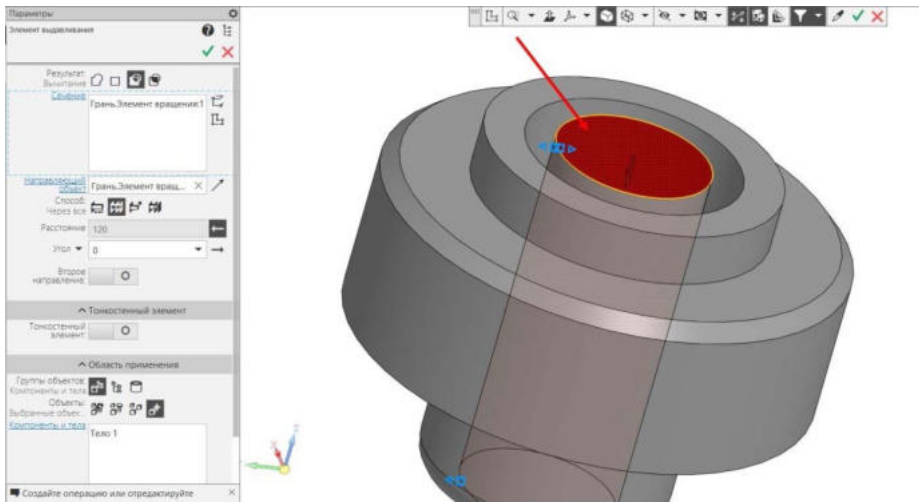 Параметры
Элемент выдавливания
Результат:
Вычитание
Сечение
Грань.Элемент вращения:1
Направляющий
объект
Грань.Элемент вращ...
Способ:
Через все
Расстояние 120
Угол 0
Второе
направление:
Тонкостенный элемент
Тонкостенный
элемент:
Область применения
Группы объектов:
Компоненты и тела
Объекты:
Выбранные объек...
Компоненты и тела
Тело 1
Создайте операцию или отредактируйте